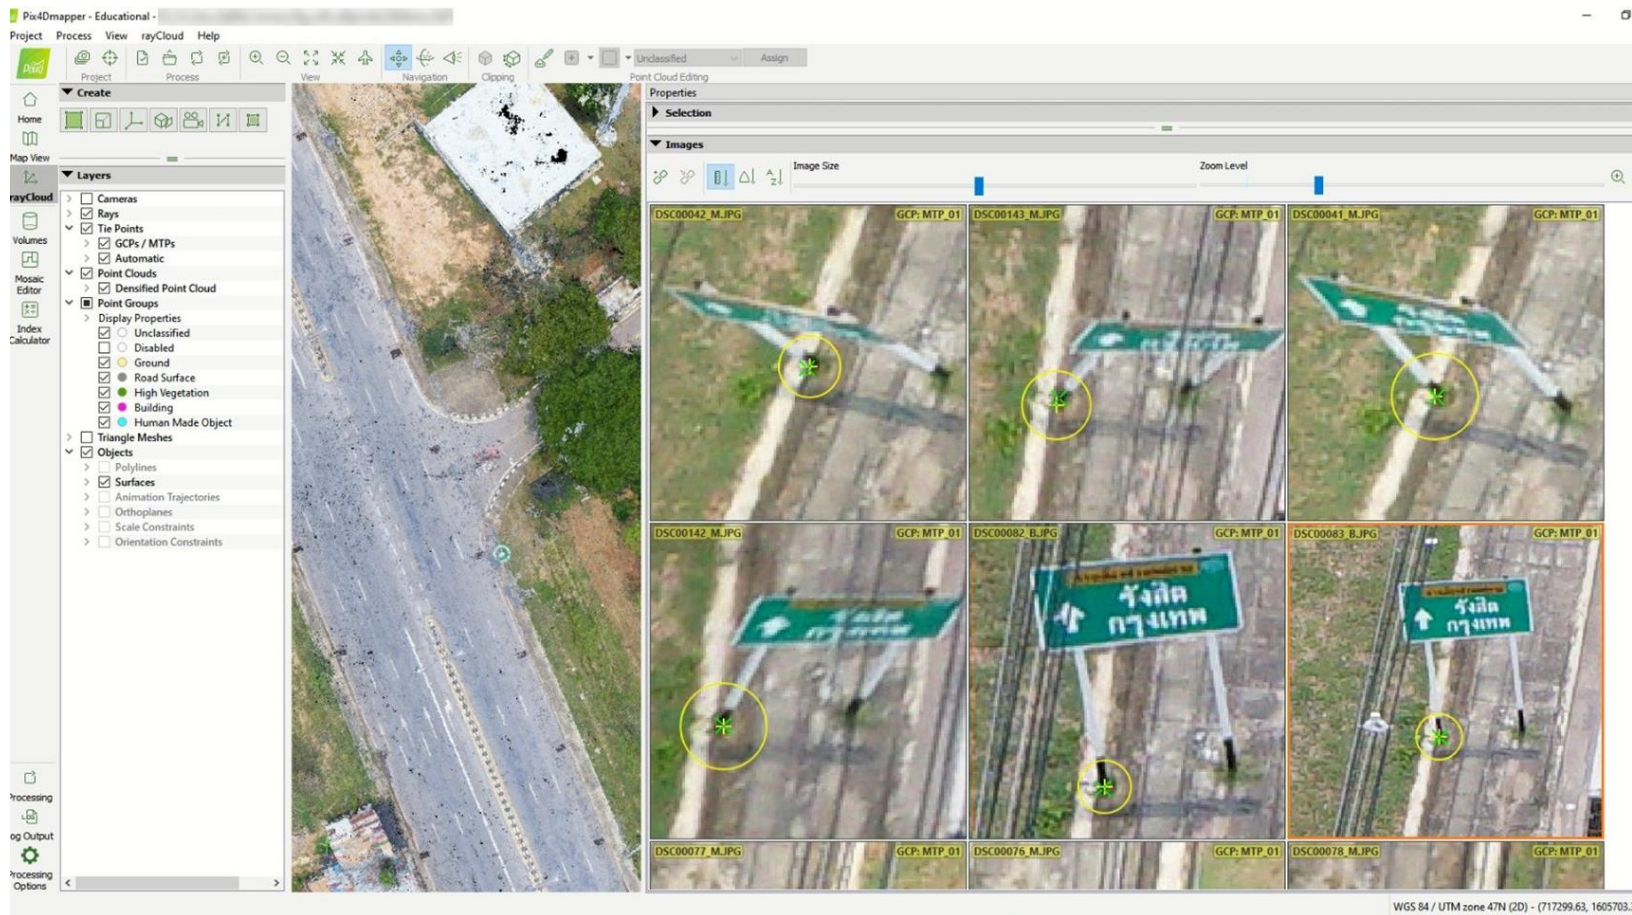 Pix4Dmapper - Educational -
Project Process View rayCloud Help
Unclassified
Assign
Project Process View Navigation Clipping Point Cloud Editing
Home
Map View
rayCloud
Volumes
Mosaic
Editor
Index
Calculator
Processing
og Output
Processing
Options
Create
Layers
Cameras
Rays
Tie Points
GCPs / MTPs
Automatic
Point Clouds
Densified Point Cloud
Point Groups
Display Properties
Unclassified
Disabled
Ground
Road Surface
High Vegetation
Building
Human Made Object
Triangle Meshes
Objects
Polylines
Surfaces
Animation Trajectories
Orthoplanes
Scale Constraints
Orientation Constraints
Properties
Selection
Images
Image Size
Zoom Level
DSC00042_M.JPG GCP: MTP_01
DSC00143_M.JPG GCP: MTP_01
DSC00041_M.JPG GCP: MTP_01
DSC00142_M.JPG GCP: MTP_01
DSC00082_B.JPG GCP: MTP_01
รังสิต
กรุงเทพ
DSC00083_B.JPG GCP: MTP_01
รังสิต
กรุงเทพ
DSC00077_M.JPG GCP: MTP_01
DSC00076_M.JPG GCP: MTP_01
DSC00078_M.JPG GCP: MTP_01
WGS 84 / UTM zone 47N (2D) - (717299.63, 1605703.